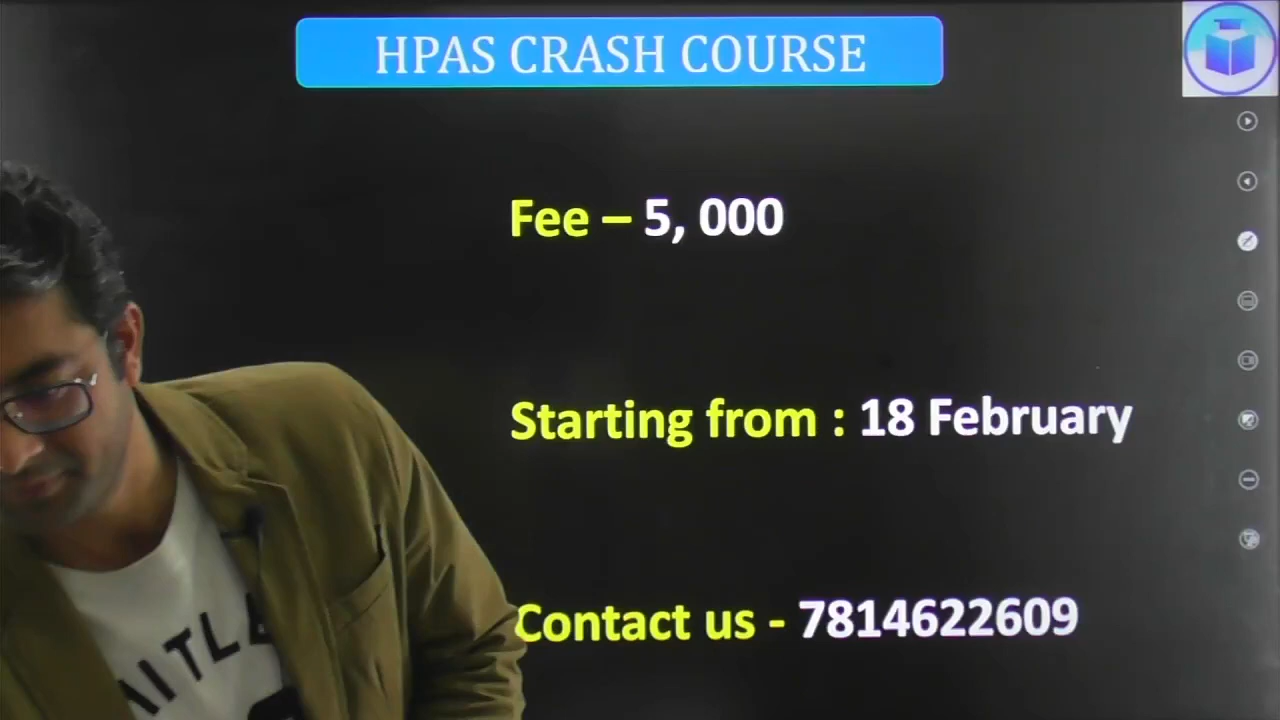 HPAS CRASH COURSE
Fee – 5, 000
Starting from : 18 February
Contact us - 7814622609